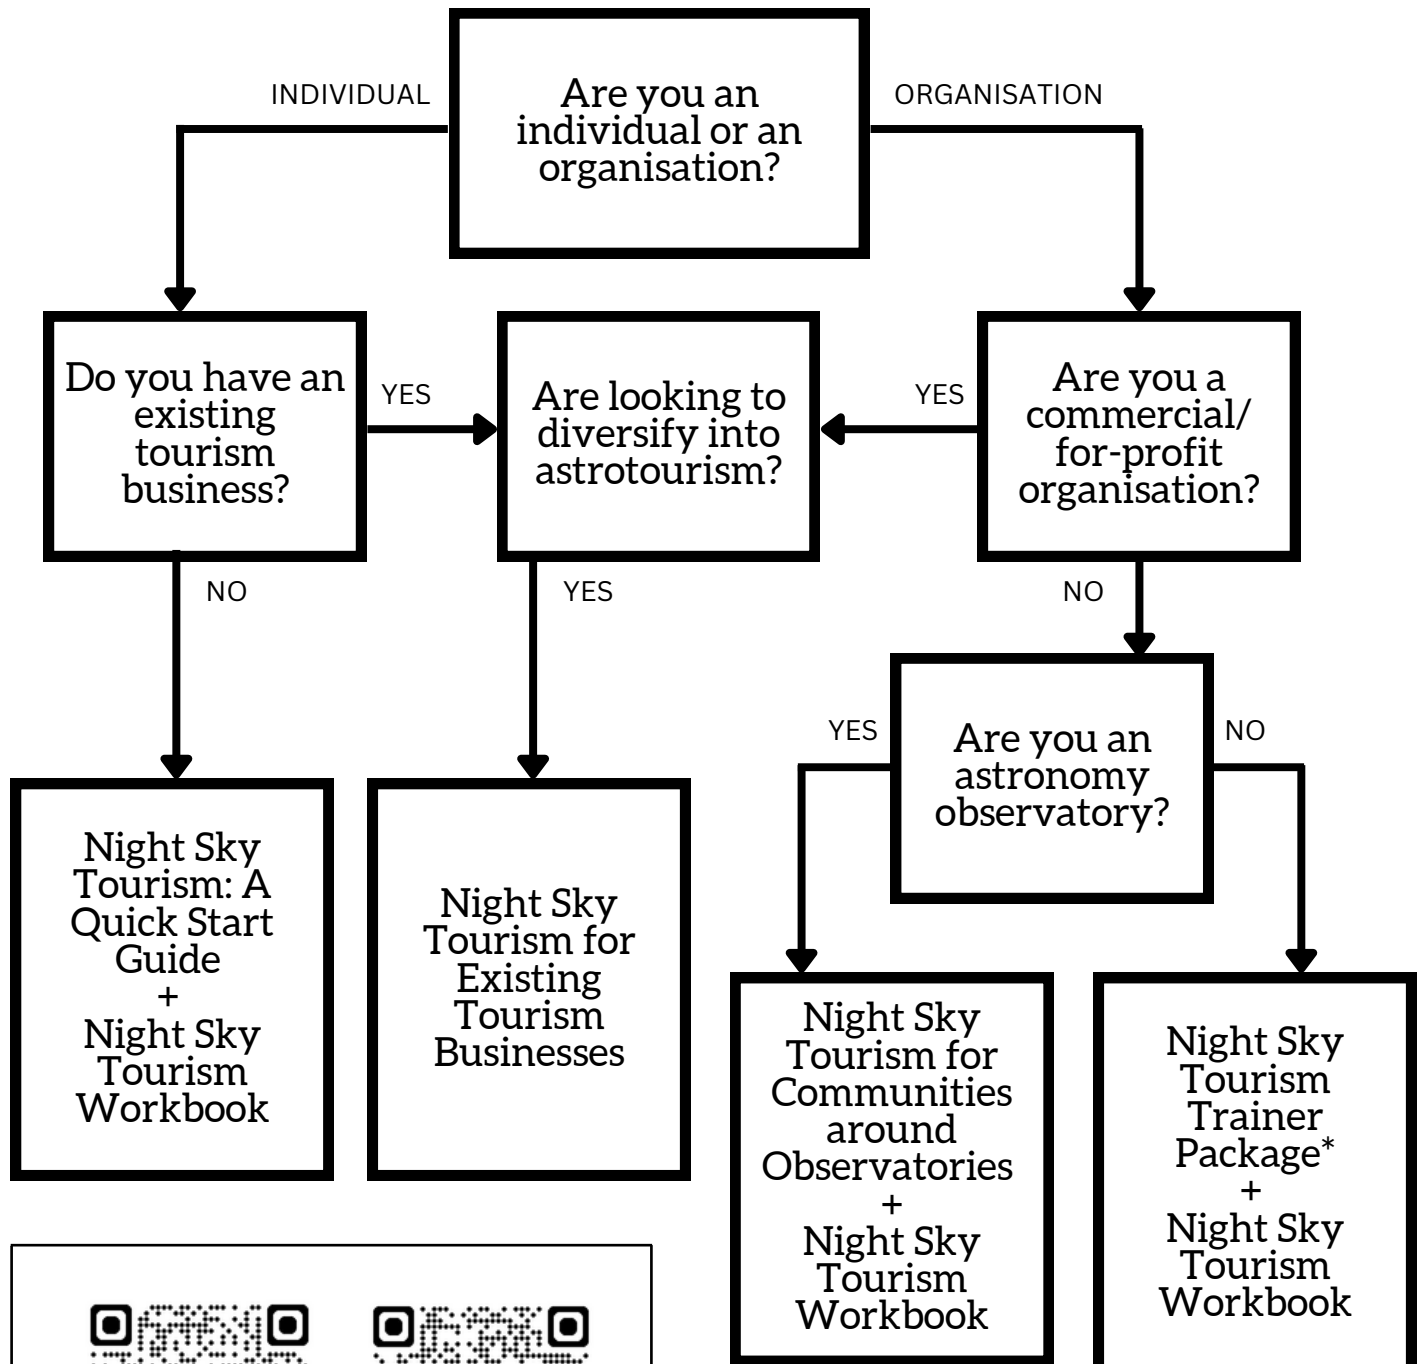 INDIVIDUAL
Are you an
individual or an
organisation?
ORGANISATION
Do you have an
existing
tourism
business?
YES
Are looking to
diversify into
astrotourism?
YES
Are you a
commercial/
for-profit
organisation?
NO
YES
NO
YES
Are you an
astronomy
observatory?
NO
Night Sky
Tourism: A
Quick Start
Guide
+
Night Sky
Tourism
Workbook
Night Sky
Tourism for
Existing
Tourism
Businesses
Night Sky
Tourism for
Communities
around
Observatories
+
Night Sky
Tourism
Workbook
Night Sky
Tourism
Trainer
Package*
+
Night Sky
Tourism
Workbook